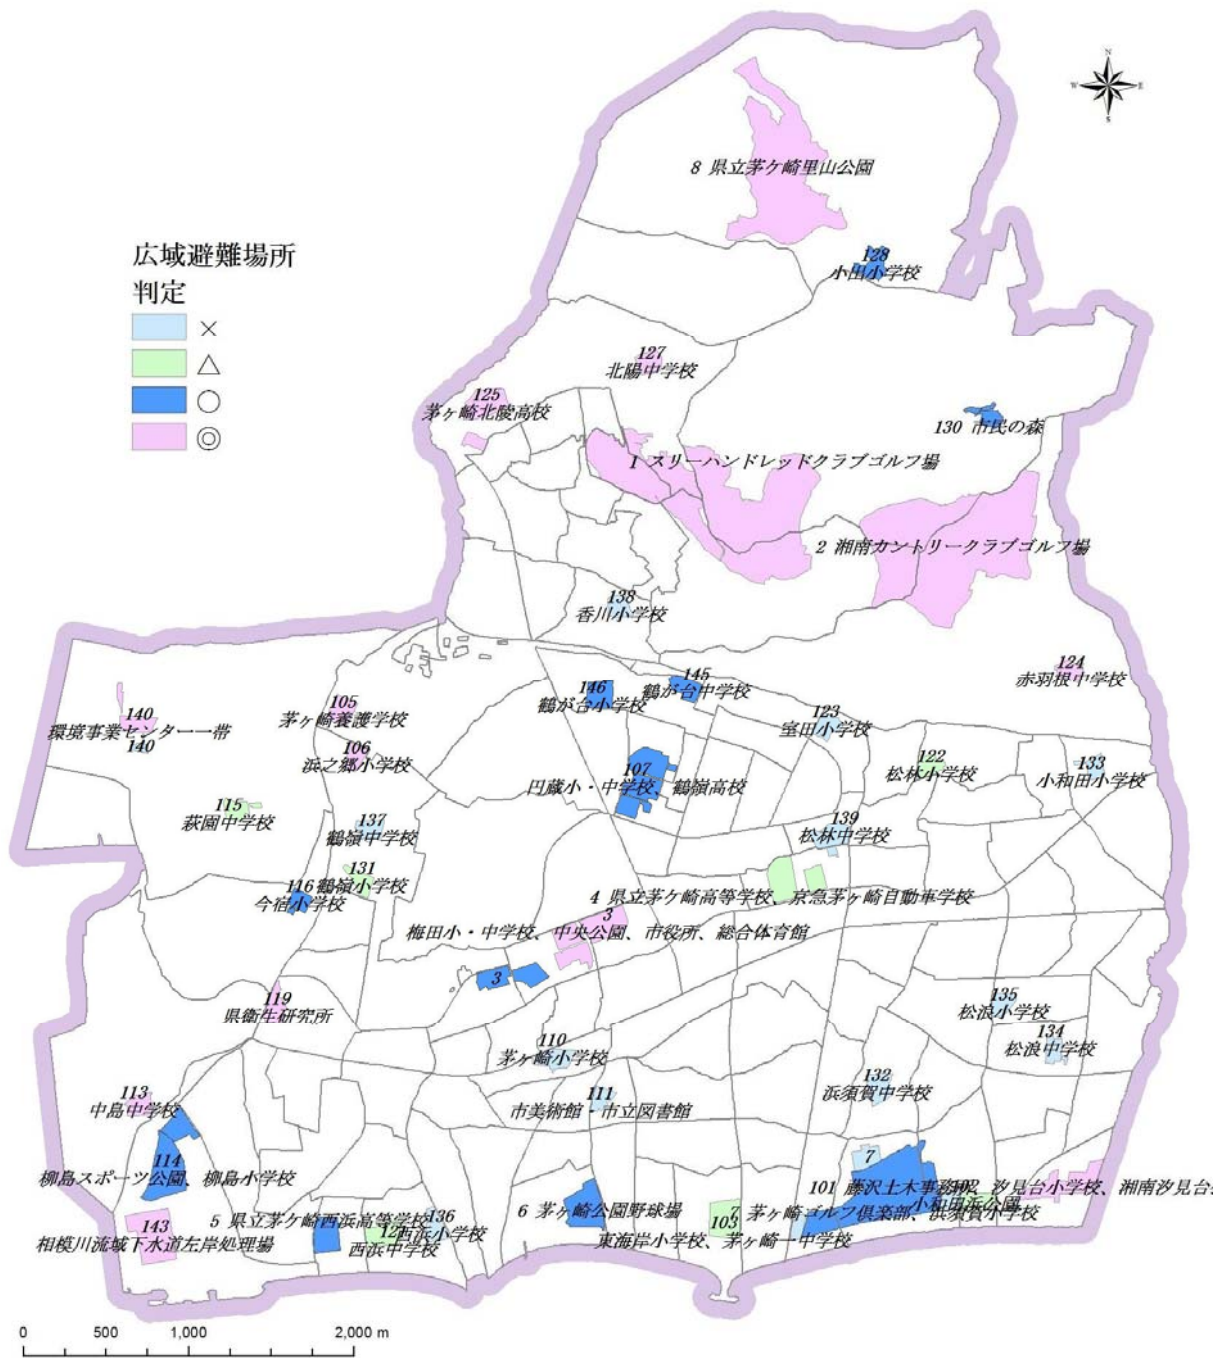 N
W E
S
8 県立茅ケ崎里山公園
広域避難場所
判定
×
△
○
◎
128
小出小学校
127
北陽中学校
125
茅ヶ崎北陵高校
130 市民の森
1 スリーハンドレッドクラブゴルフ場
2 湘南カントリークラブゴルフ場
138
香川小学校
124
赤羽根中学校
146
鶴が台小学校
145
鶴が台中学校
105
茅ヶ崎養護学校
140
環境事業センター一帯
140
123
室田小学校
106
浜之郷小学校
122
松林小学校
133
小和田小学校
107
円蔵小・中学校、鶴嶺高校
115
萩園中学校
137
鶴嶺中学校
139
松林中学校
131
鶴嶺小学校
116
今宿小学校
4 県立茅ケ崎高等学校、京急茅ヶ崎自動車学校
3
梅田小・中学校、中央公園、市役所、総合体育館
3
119
県衛生研究所
135
松浪小学校
134
松浪中学校
110
茅ヶ崎小学校
132
浜須賀中学校
111
市美術館・市立図書館
113
中島中学校
114
柳島スポーツ公園、柳島小学校
7
101 藤沢土木事務所、汐見台小学校、湘南汐見台
102
小和田浜公園
6 茅ヶ崎公園野球場
7 茅ヶ崎ゴルフ倶楽部、浜須賀小学校
103
東海岸小学校、茅ヶ崎一中学校
143
相模川流域下水道左岸処理場
5 県立茅ケ崎西浜高等学校
136
西浜小学校
12
西浜中学校
0 500 1,000 2,000 m